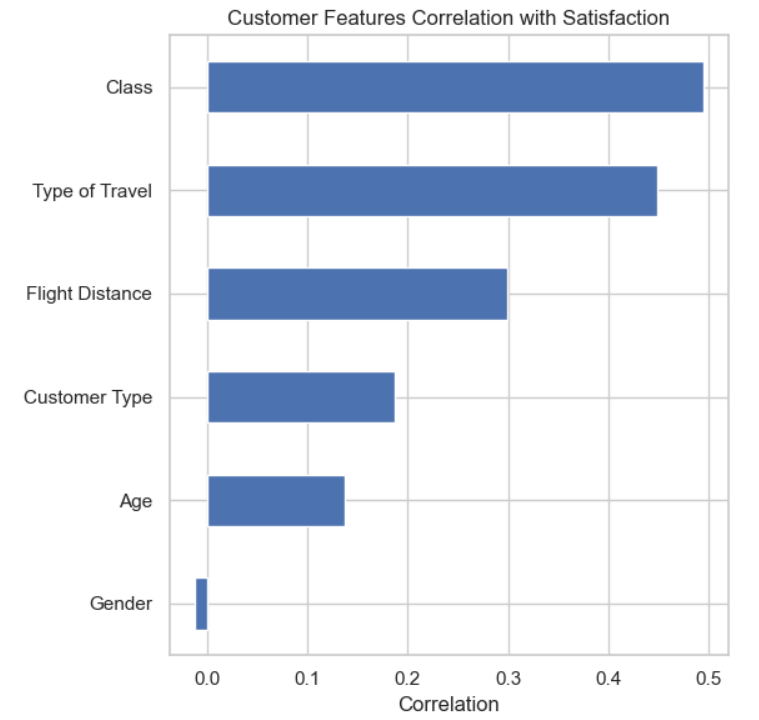 Customer Features Correlation with Satisfaction
Class
Type of Travel
Flight Distance
Customer Type
Age
Gender
0.0 0.1 0.2 0.3 0.4 0.5
Correlation